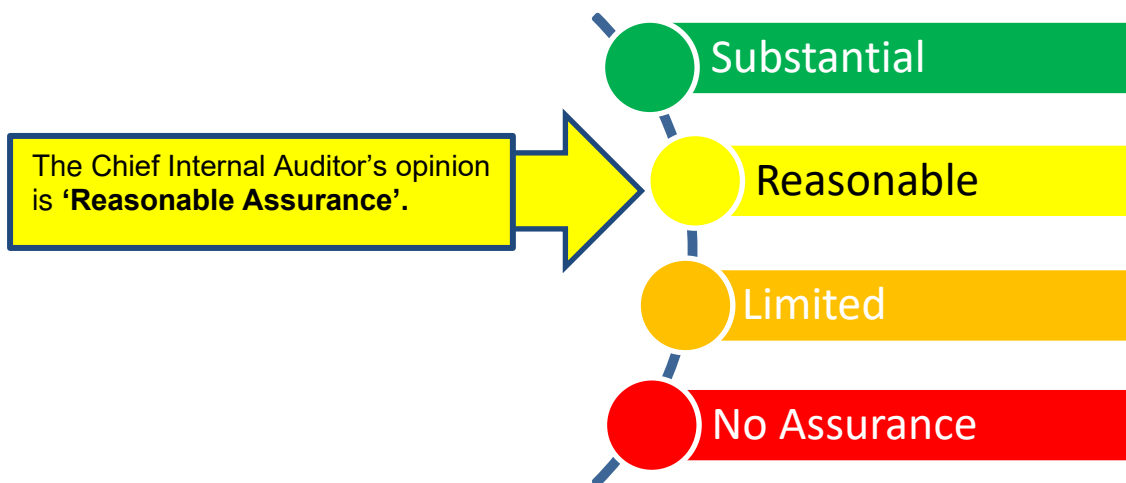 Substantial
The Chief Internal Auditor’s opinion
is ‘Reasonable Assurance’.
Reasonable
Limited
No Assurance